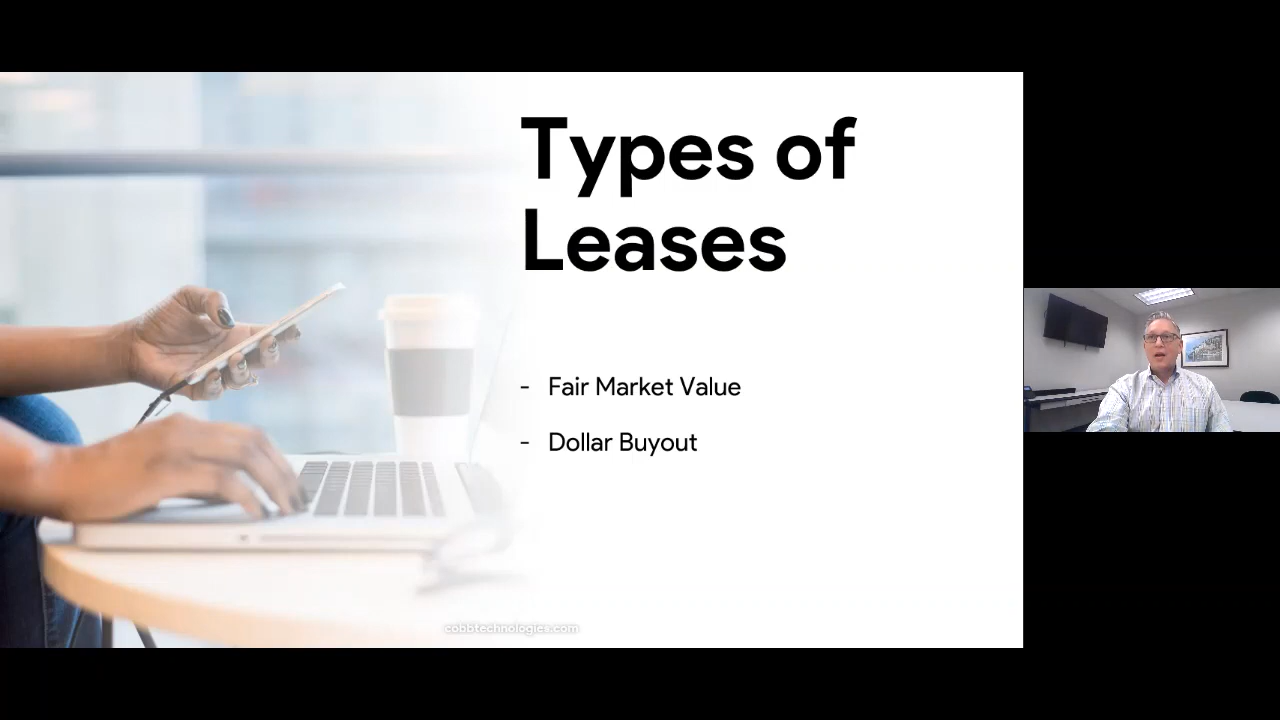 Types of
Leases
- Fair Market Value
- Dollar Buyout
cobbtechnologies.com